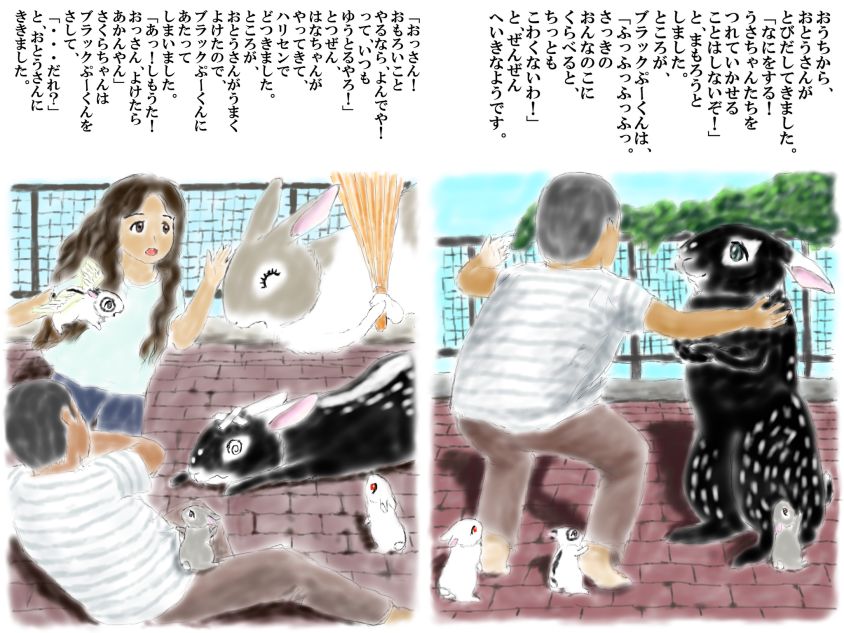 おうちから、
おとうさんが
とびだしてきました。
「なにをする！
うさちゃんたちを
つれていかせる
ことはしないぞ！」
と、まもろうと
しました。
ところが、
ブラックぷーくんは、
「ふっふっふっふっ。
さっきの
おんなのこに
くらべると、
ちっとも
こわくないわ！」
と、ぜんぜん
へいきなようです。
「おっさん！
おもろいこと
やるなら、よんでや！
って、いつも
ゆうとるやろ！」
とつぜん、
はなちゃんが
やってきて、
ハリセンで
どつきました。
ところが、
おとうさんがうまく
よけたので、
ブラックぷーくんに
あたって
しまいました。
「あっ！しもうた！
おっさん、よけたら
あかんやん」
さくらちゃんは
ブラックぷーくんを
さして、
「・・・だれ？」
と、おとうさんに
ききました。